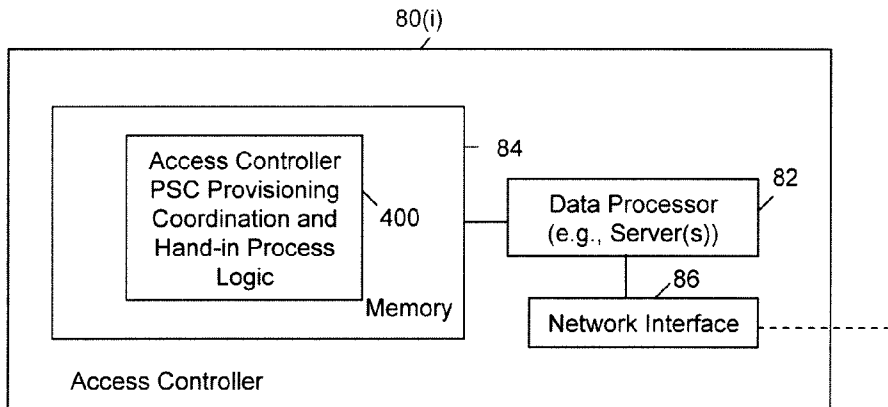 80(i)
Access Controller
PSC Provisioning
Coordination and
Hand-in Process
Logic
400
Memory
84
Data Processor
(e.g., Server(s))
82
86
Network Interface
Access Controller